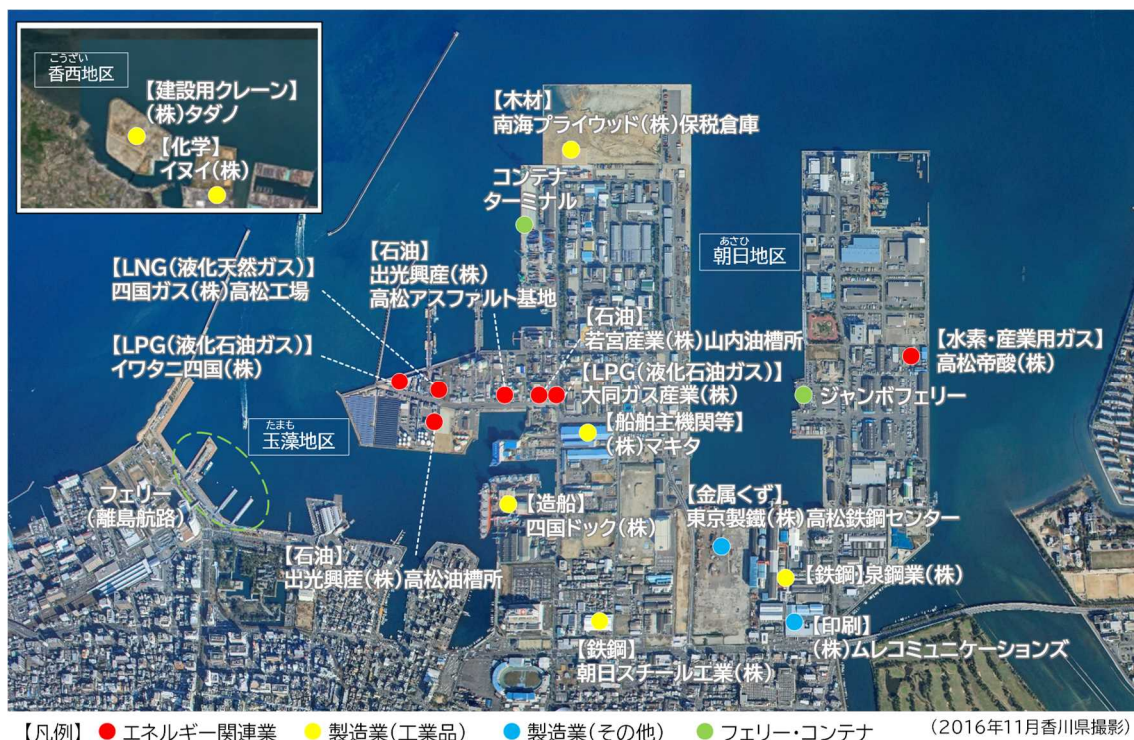 こうざい
香西地区
【建設用クレーン】
(株)タダノ
【化学】
イヌイ(株)
【木材】
南海プライウッド(株)保税倉庫
コンテナ
ターミナル
あさひ
朝日地区
【LNG(液化天然ガス)】
四国ガス(株)高松工場
【石油】
出光興産(株)
高松アスファルト基地
【石油】
若宮産業(株)山内油槽所
【水素・産業用ガス】
高松帝酸(株)
【LPG(液化石油ガス)】
イワタニ四国(株)
【LPG(液化石油ガス)】
大同ガス産業(株)
ジャンボフェリー
【船舶主機関等】
(株)マキタ
たまも
玉藻地区
フェリー
(離島航路)
【造船】
四国ドック(株)
【金属くず】
東京製鐵(株)高松鉄鋼センター
【石油】
出光興産(株)高松油槽所
【鉄鋼】泉鋼業(株)
【鉄鋼】
朝日スチール工業(株)
【印刷】
(株)ムレコミュニケーションズ
【凡例】 エネルギー関連業 製造業(工業品) 製造業(その他) フェリー・コンテナ (2016年11月香川県撮影)